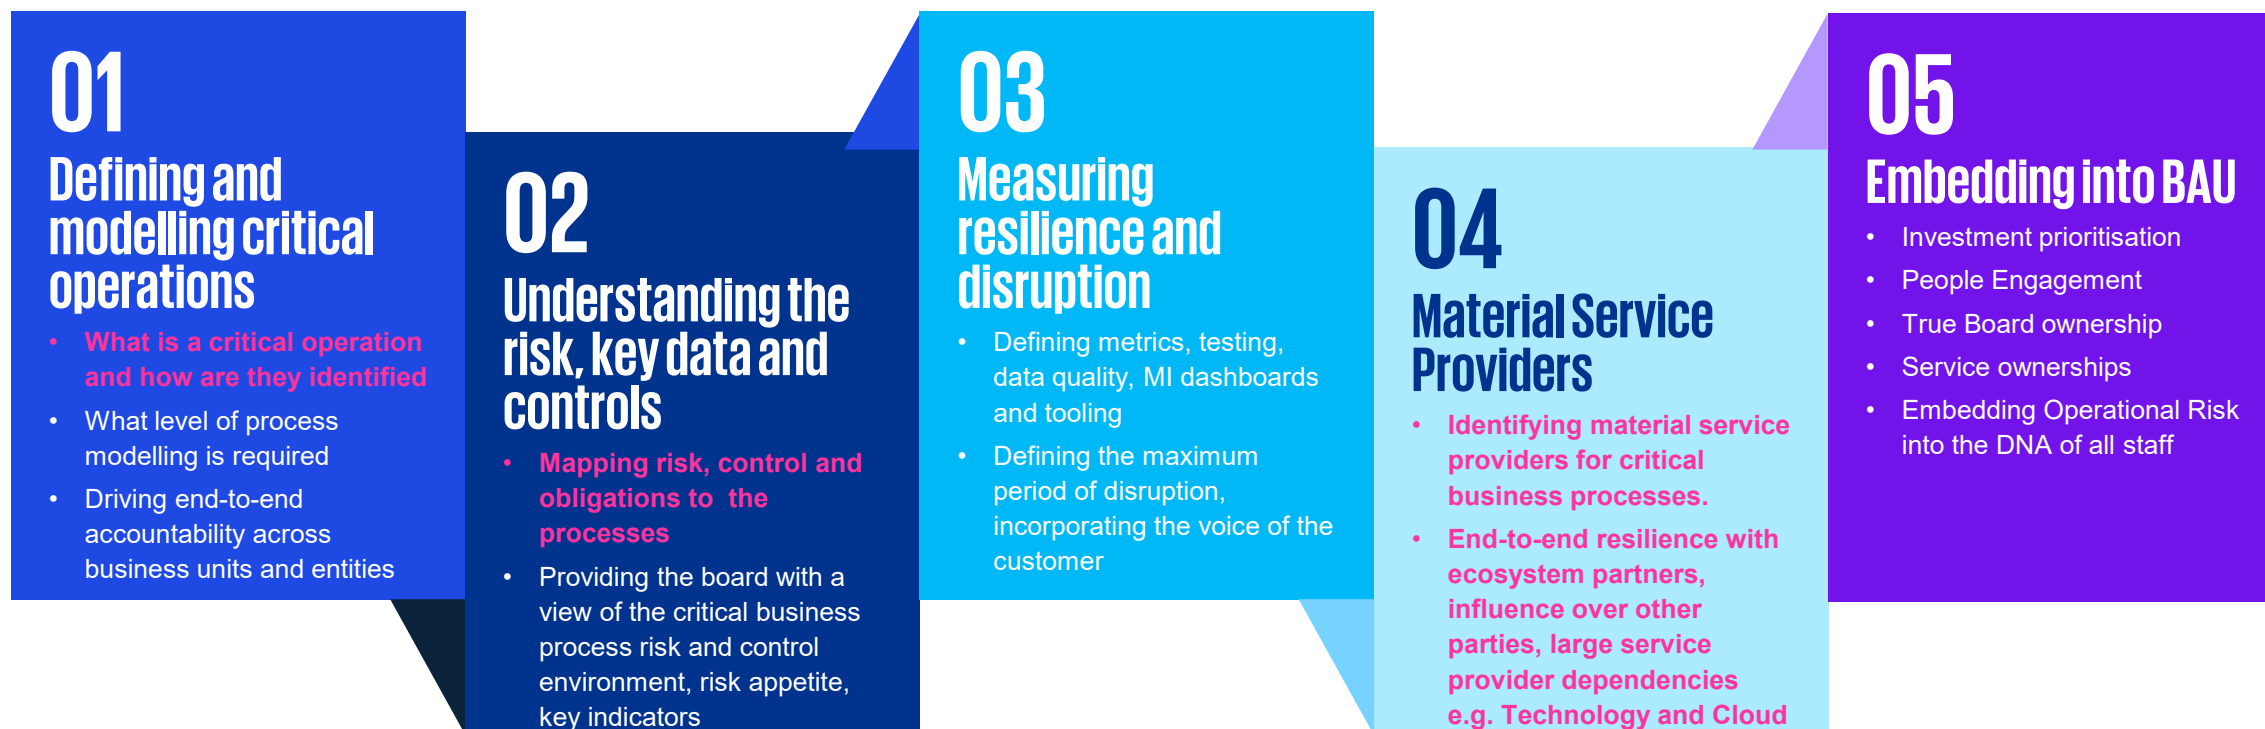 01
Defining and
modelling critical
operations
• What is a critical operation
and how are they identified
• What level of process
modelling is required
• Driving end-to-end
accountability across
business units and entities
02
Understanding the
risk, key data and
controls
• Mapping risk, control and
obligations to the
processes
• Providing the board with a
view of the critical business
process risk and control
environment, risk appetite,
key indicators
03
Measuring
resilience and
disruption
• Defining metrics, testing,
data quality, MI dashboards
and tooling
• Defining the maximum
period of disruption,
incorporating the voice of the
customer
04
Material Service
Providers
• Identifying material service
providers for critical
business processes.
• End-to-end resilience with
ecosystem partners,
influence over other
parties, large service
provider dependencies
e.g. Technology and Cloud
05
Embedding into BAU
• Investment prioritisation
• People Engagement
• True Board ownership
• Service ownerships
• Embedding Operational Risk
into the DNA of all staff